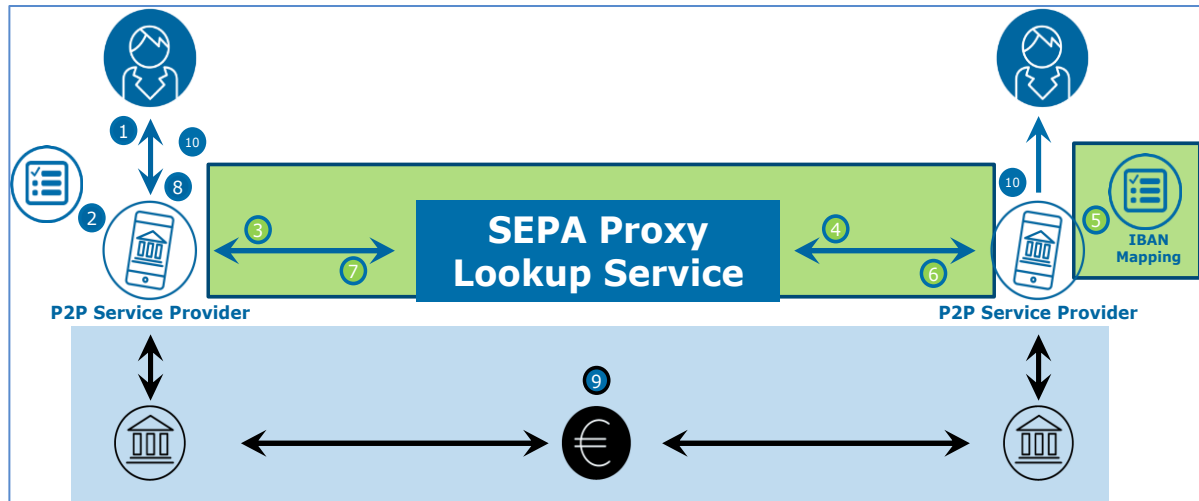 1
10
2
8
3
7
SEPA Proxy
Lookup Service
4
6
10
5
IBAN
Mapping
P2P Service Provider
P2P Service Provider
9
€